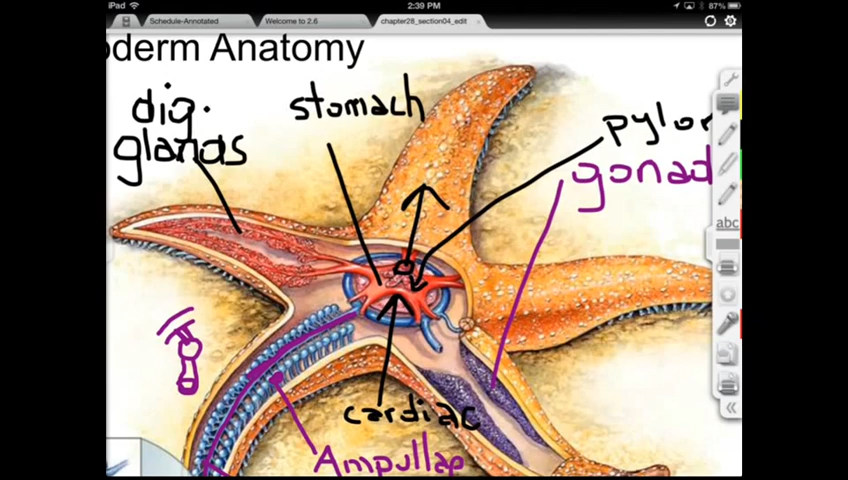 iPad
2:39 PM
87%
Schedule-Annotated
Welcome to 2.6
chapter28_section04_edit
oderm Anatomy
dig.
glands
stomach
pylor
gonad
abc
cardiac
Ampullae